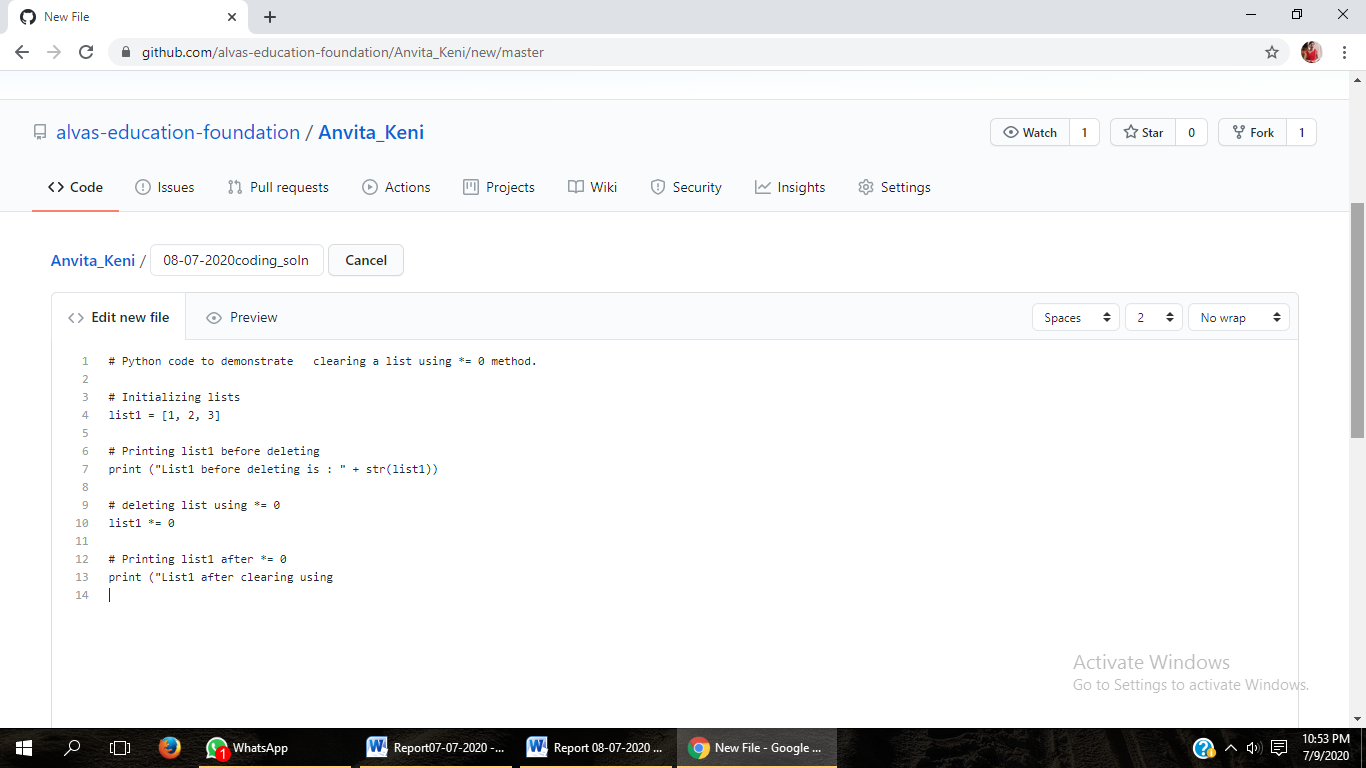 New File
github.com/alvas-education-foundation/Anvita_Keni/new/master
alvas-education-foundation / Anvita_Keni
Watch 1 Star 0 Fork 1
Code Issues Pull requests Actions Projects Wiki Security Insights Settings
Anvita_Keni / 08-07-2020coding_soln Cancel
<> Edit new file Preview Spaces 2 No wrap
1 # Python code to demonstrate   clearing a list using *= 0 method.
2
3 # Initializing lists
4 list1 = [1, 2, 3]
5
6 # Printing list1 before deleting
7 print ("List1 before deleting is : " + str(list1))
8
9 # deleting list using *= 0
10 list1 *= 0
11
12 # Printing list1 after *= 0
13 print ("List1 after clearing using
14
Activate Windows
Go to Settings to activate Windows.
1 WhatsApp Report07-07-2020 -... Report 08-07-2020 ... New File - Google ... 10:53 PM
7/9/2020